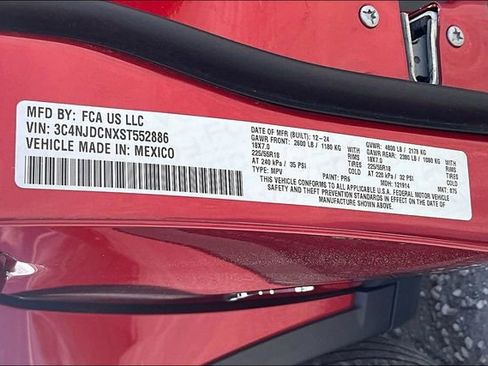 MFD BY: FCA US LLC
VIN: 3C4NJDCNXST552886
VEHICLE MADE IN: MEXICO
DATE OF MFR (BUILT): 12-24
GAWR FRONT: 2600 LB / 1180 KG WITH
18X7.0 RIMS
225/55R18 TIRES
AT 240 kPa / 35 PSI COLD
TYPE: MPV PAINT: PR6
GVWR: 4800 LB / 2178 KG
GAWR REAR: 2380 LB / 1080 KG WITH
18X7.0 RIMS
225/55R18 TIRES
AT 220 kPa / 32 PSI COLD
MDH: 121914 MKT: 875
THIS VEHICLE CONFORMS TO ALL APPLICABLE U.S.A. FEDERAL MOTOR VEHICLE
SAFETY AND THEFT PREVENTION STANDARDS IN EFFECT ON THE DATE OF MANUFACTURE
SHOWN ABOVE.